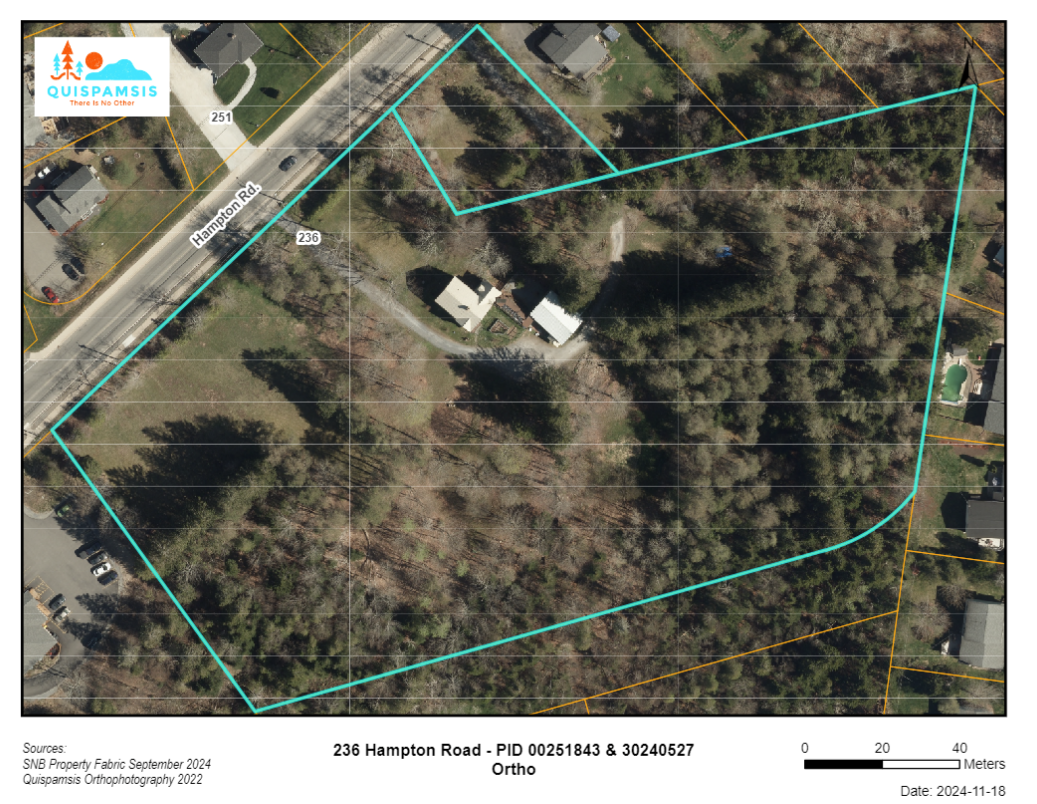 QUISPAMSIS
There Is No Other
N
251
Hampton Rd.
236
Sources:
SNB Property Fabric September 2024
Quispamsis Orthophotography 2022
236 Hampton Road - PID 00251843 & 30240527
Ortho
0 20 40
Meters
Date: 2024-11-18